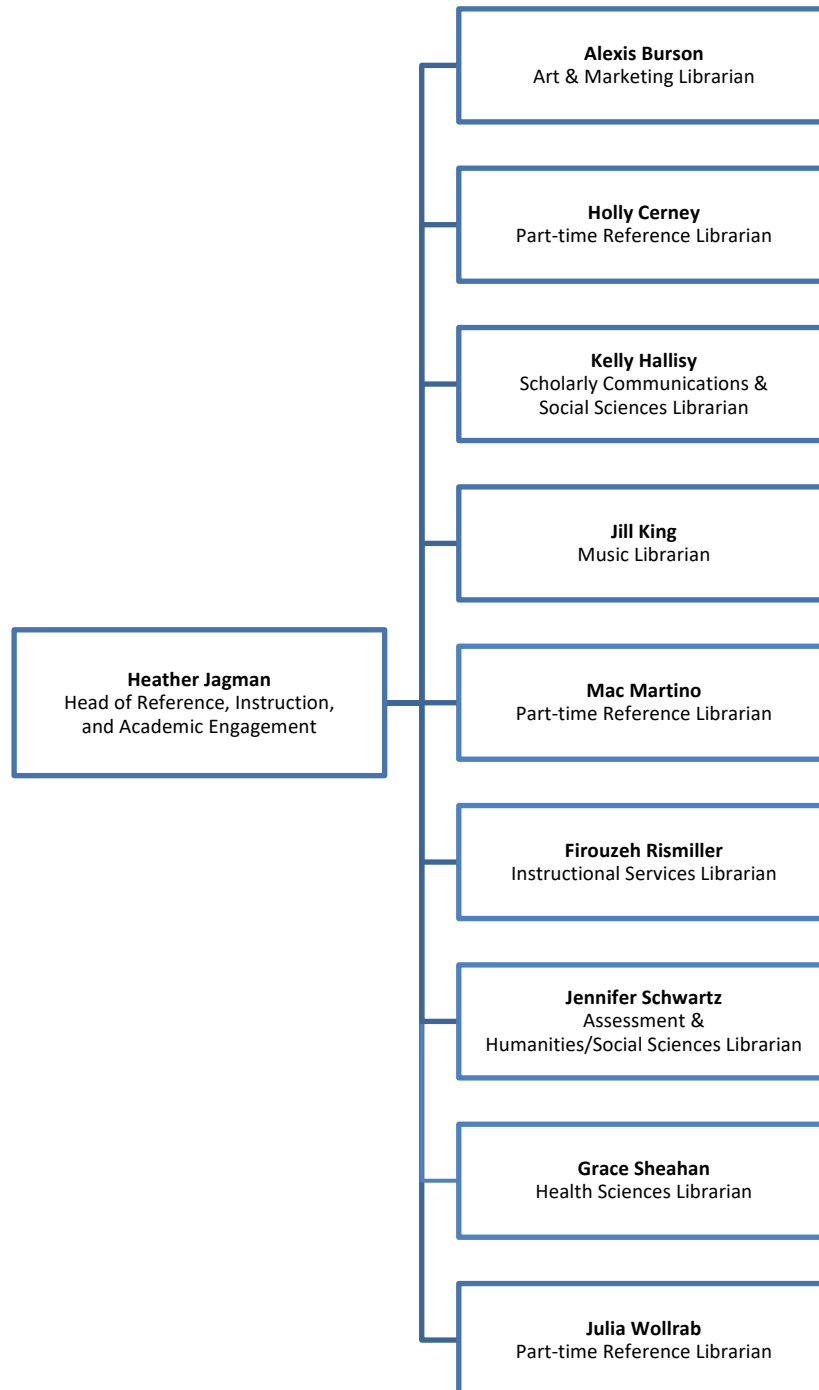 Alexis Burson
Art & Marketing Librarian
Holly Cerney
Part-time Reference Librarian
Kelly Hallisy
Scholarly Communications &
Social Sciences Librarian
Jill King
Music Librarian
Heather Jagman
Head of Reference, Instruction,
and Academic Engagement
Mac Martino
Part-time Reference Librarian
Firouzeh Rismiller
Instructional Services Librarian
Jennifer Schwartz
Assessment &
Humanities/Social Sciences Librarian
Grace Sheahan
Health Sciences Librarian
Julia Wollrab
Part-time Reference Librarian